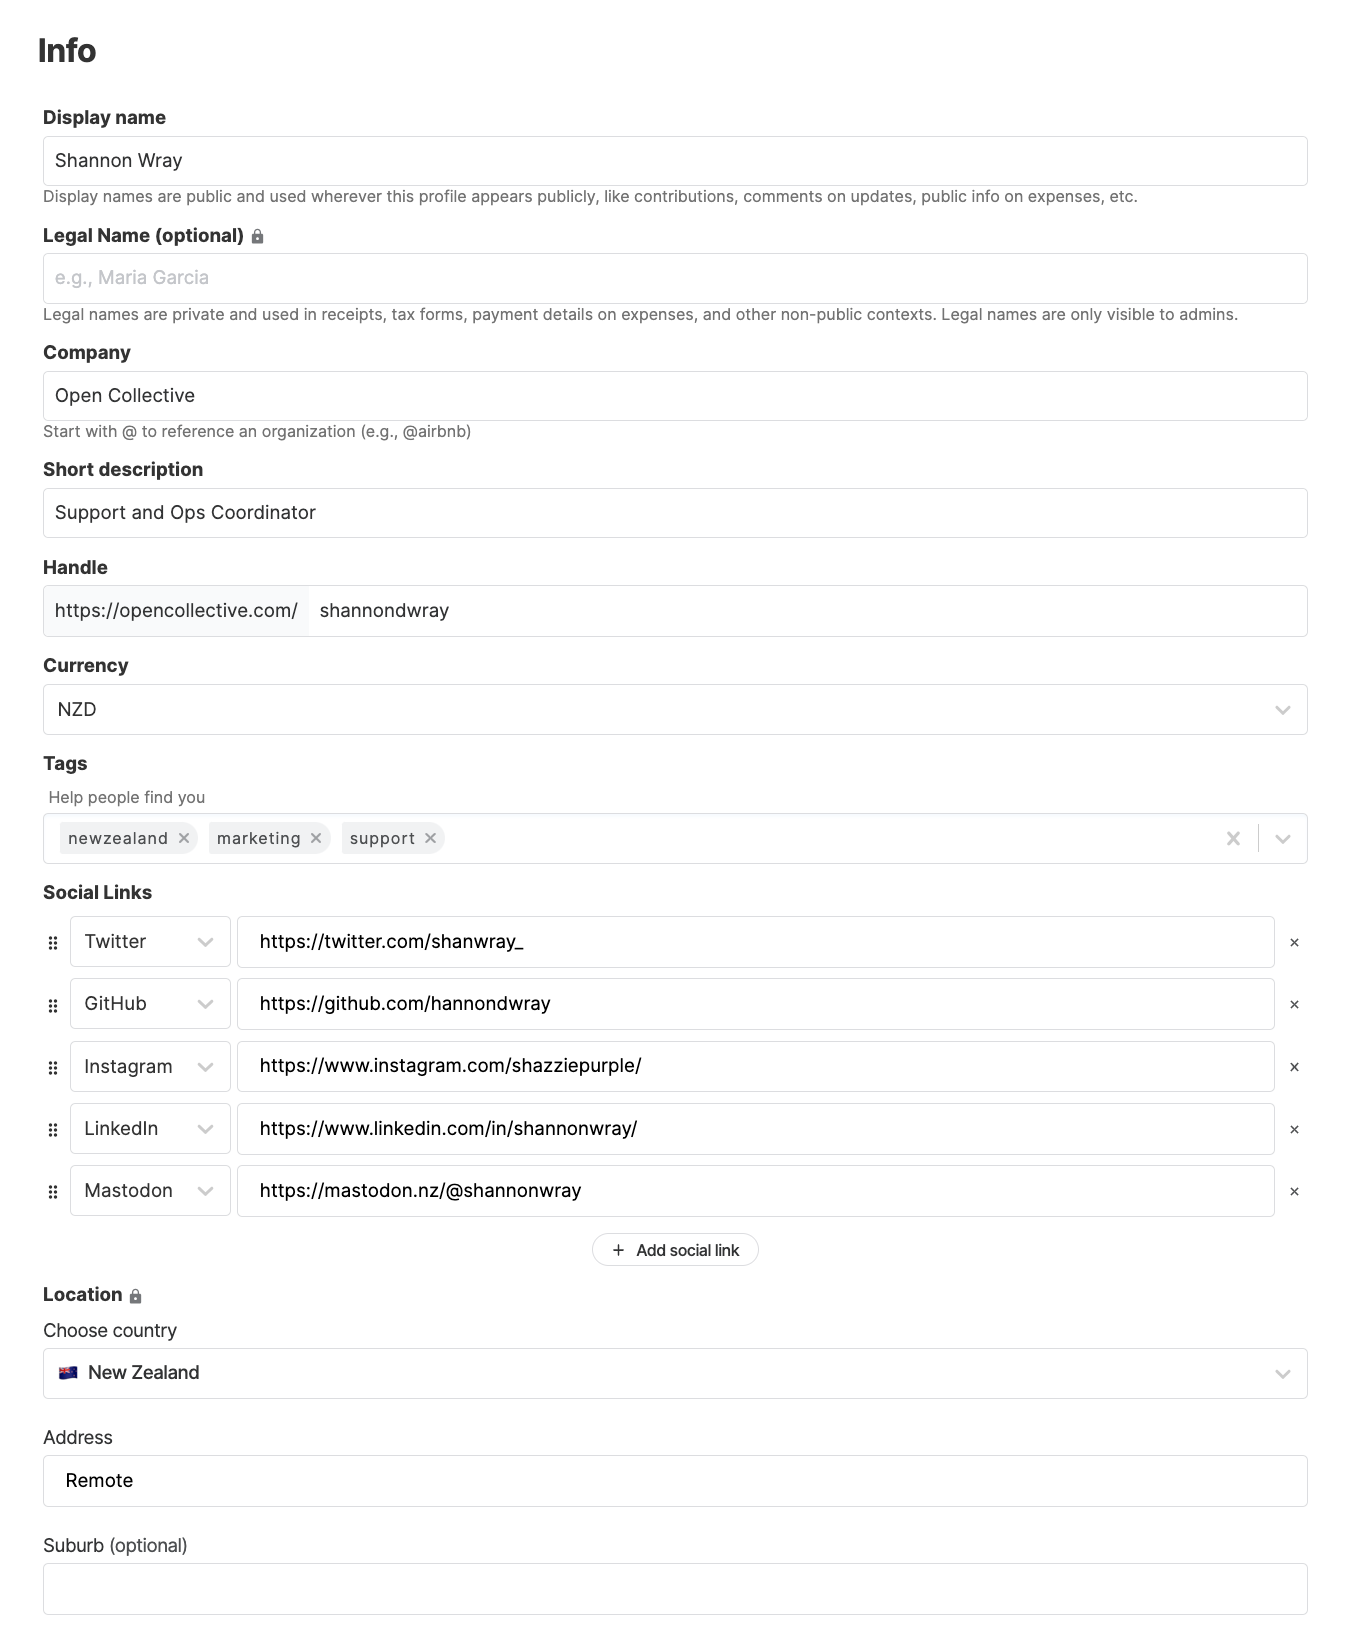 Info
Display name
Shannon Wray
Display names are public and used wherever this profile appears publicly, like contributions, comments on updates, public info on expenses, etc.
Legal Name (optional)
e.g., Maria Garcia
Legal names are private and used in receipts, tax forms, payment details on expenses, and other non-public contexts. Legal names are only visible to admins.
Company
Open Collective
Start with @ to reference an organization (e.g., @airbnb)
Short description
Support and Ops Coordinator
Handle
https://opencollective.com/ shannondwray
Currency
NZD
Tags
Help people find you
newzealand × marketing × support ×
Social Links
Twitter https://twitter.com/shanwray_ ×
GitHub https://github.com/hannondwray ×
Instagram https://www.instagram.com/shazziepurple/ ×
LinkedIn https://www.linkedin.com/in/shannonwray/ ×
Mastodon https://mastodon.nz/@shannonwray ×
+ Add social link
Location
Choose country
New Zealand
Address
Remote
Suburb (optional)